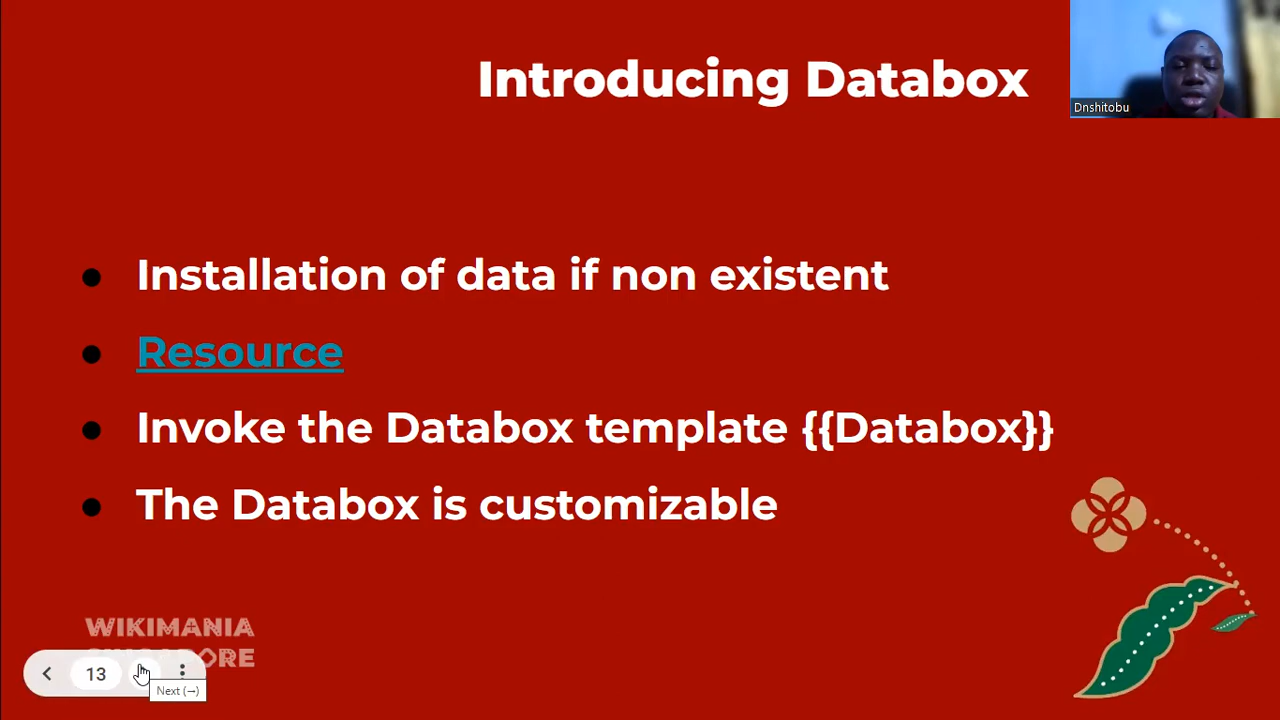 Introducing Databox
Dnshitobu
● Installation of data if non existent
● Resource
● Invoke the Databox template {{Databox}}
● The Databox is customizable
WIKIMANIA
SINGAPORE
13
Next (→)